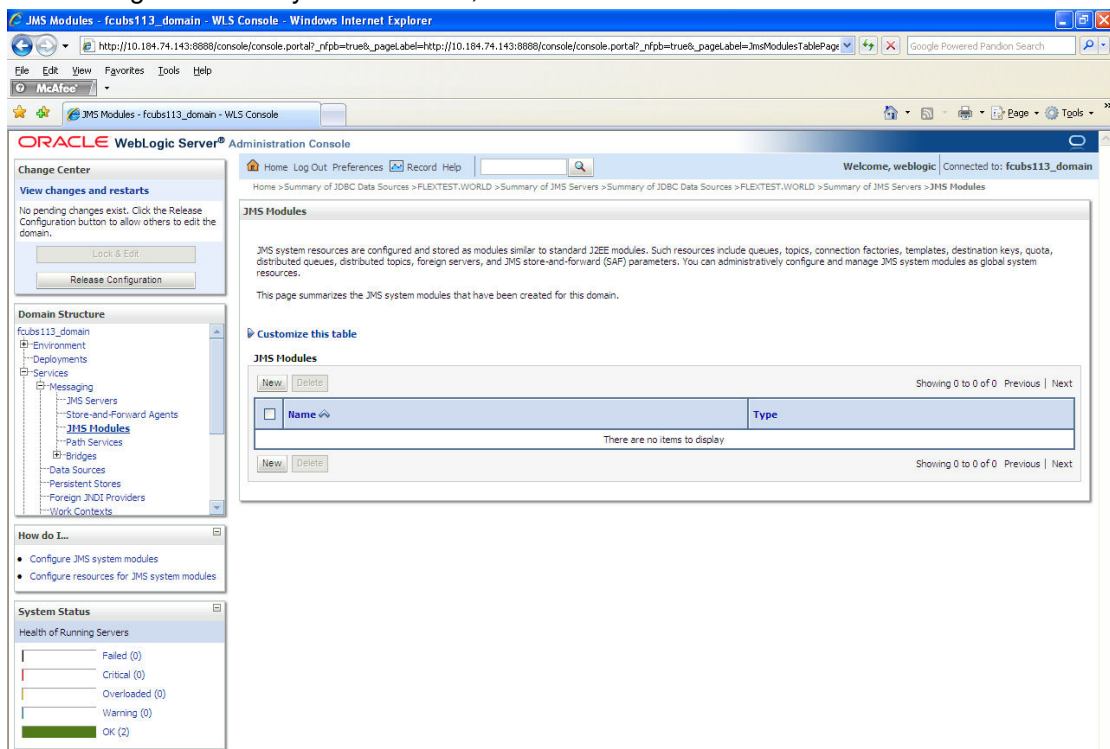 JMS Modules - fcubs113_domain - WLS Console - Windows Internet Explorer
http://10.184.74.143:8888/console/console.portal?_nfpb=true&_pageLabel=http://10.184.74.143:8888/console/console.portal?_nfpb=true&_pageLabel=JmsModulesTablePage
Google Powered Pandion Search
File Edit View Favorites Tools Help
McAfee
JMS Modules - fcubs113_domain - WLS Console
Page Tools
ORACLE WebLogic Server® Administration Console
Change Center
View changes and restarts
No pending changes exist. Click the Release
Configuration button to allow others to edit the
domain.
Lock & Edit
Release Configuration
Domain Structure
fcubs113_domain
Environment
Deployments
Services
Messaging
JMS Servers
Store-and-Forward Agents
JMS Modules
Path Services
Bridges
Data Sources
Persistent Stores
Foreign JNDI Providers
Work Contexts
How do I...
Configure JMS system modules
Configure resources for JMS system modules
System Status
Health of Running Servers
Failed (0)
Critical (0)
Overloaded (0)
Warning (0)
OK (2)
Home Log Out Preferences Record Help
Welcome, weblogic Connected to: fcubs113_domain
Home >Summary of JDBC Data Sources >FLEXTEST.WORLD >Summary of JMS Servers >Summary of JDBC Data Sources >FLEXTEST.WORLD >Summary of JMS Servers >JMS Modules
JMS Modules
JMS system resources are configured and stored as modules similar to standard J2EE modules. Such resources include queues, topics, connection factories, templates, destination keys, quota,
distributed queues, distributed topics, foreign servers, and JMS store-and-forward (SAF) parameters. You can administratively configure and manage JMS system modules as global system
resources.
This page summarizes the JMS system modules that have been created for this domain.
Customize this table
JMS Modules
New Delete Showing 0 to 0 of 0 Previous | Next
Name Type
There are no items to display
New Delete Showing 0 to 0 of 0 Previous | Next